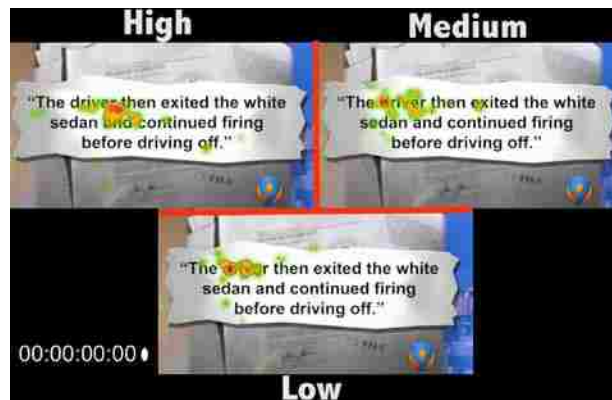 High
Medium
“The driver then exited the white
sedan and continued firing
before driving off.”
“The driver then exited the white
sedan and continued firing
before driving off.”
“The driver then exited the white
sedan and continued firing
before driving off.”
00:00:00:00
Low